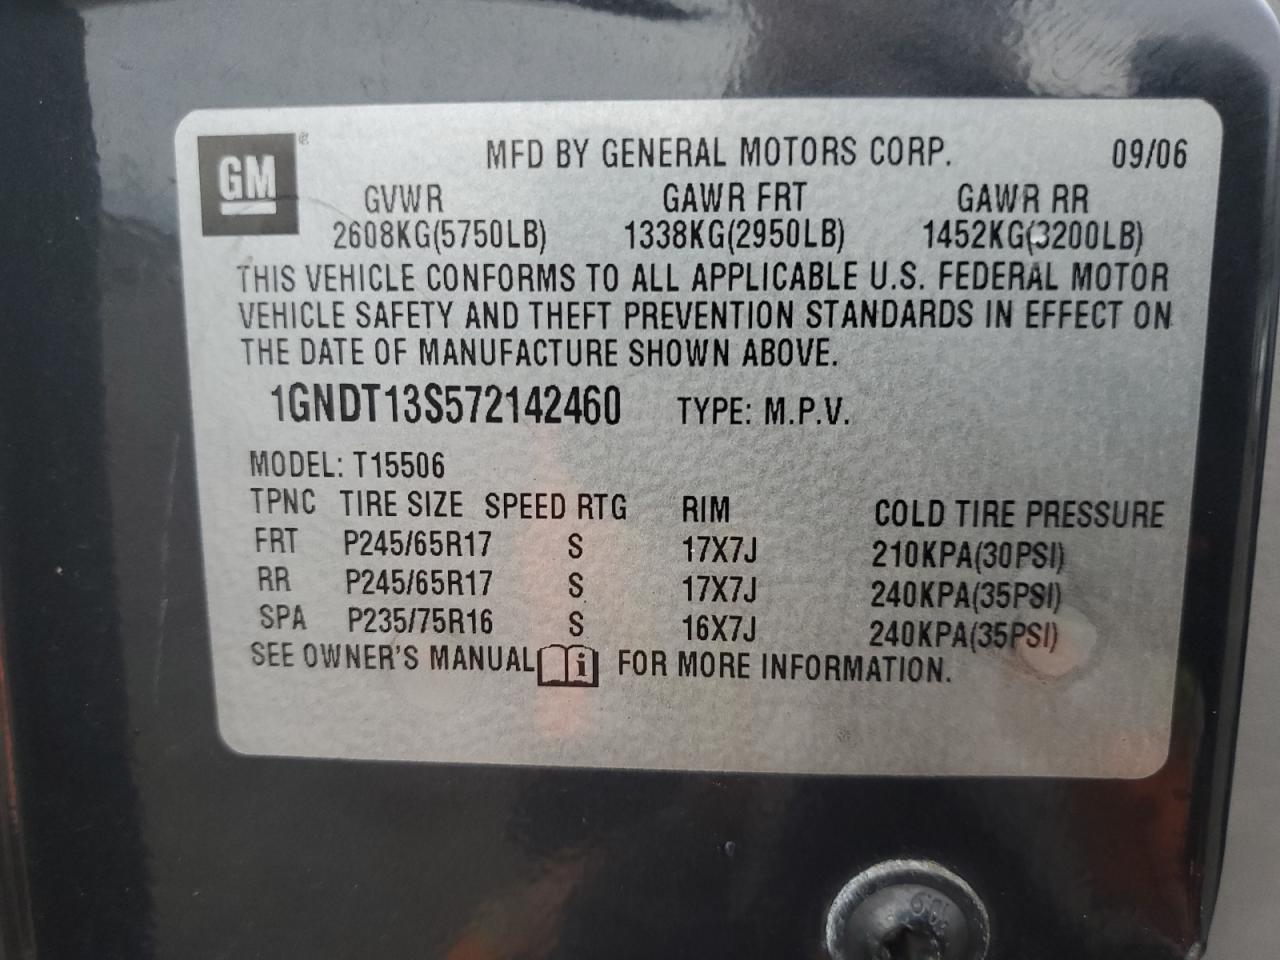 GM ®
MFD BY GENERAL MOTORS CORP. 09/06
GVWR GAWR FRT GAWR RR
2608KG(5750LB) 1338KG(2950LB) 1452KG(3200LB)
THIS VEHICLE CONFORMS TO ALL APPLICABLE U.S. FEDERAL MOTOR
VEHICLE SAFETY AND THEFT PREVENTION STANDARDS IN EFFECT ON
THE DATE OF MANUFACTURE SHOWN ABOVE.
1GNDT13S572142460 TYPE: M.P.V.
MODEL: T15506
TPNC TIRE SIZE SPEED RTG RIM COLD TIRE PRESSURE
FRT P245/65R17 S 17X7J 210KPA(30PSI)
RR P245/65R17 S 17X7J 240KPA(35PSI)
SPA P235/75R16 S 16X7J 240KPA(35PSI)
SEE OWNER'S MANUAL i FOR MORE INFORMATION.